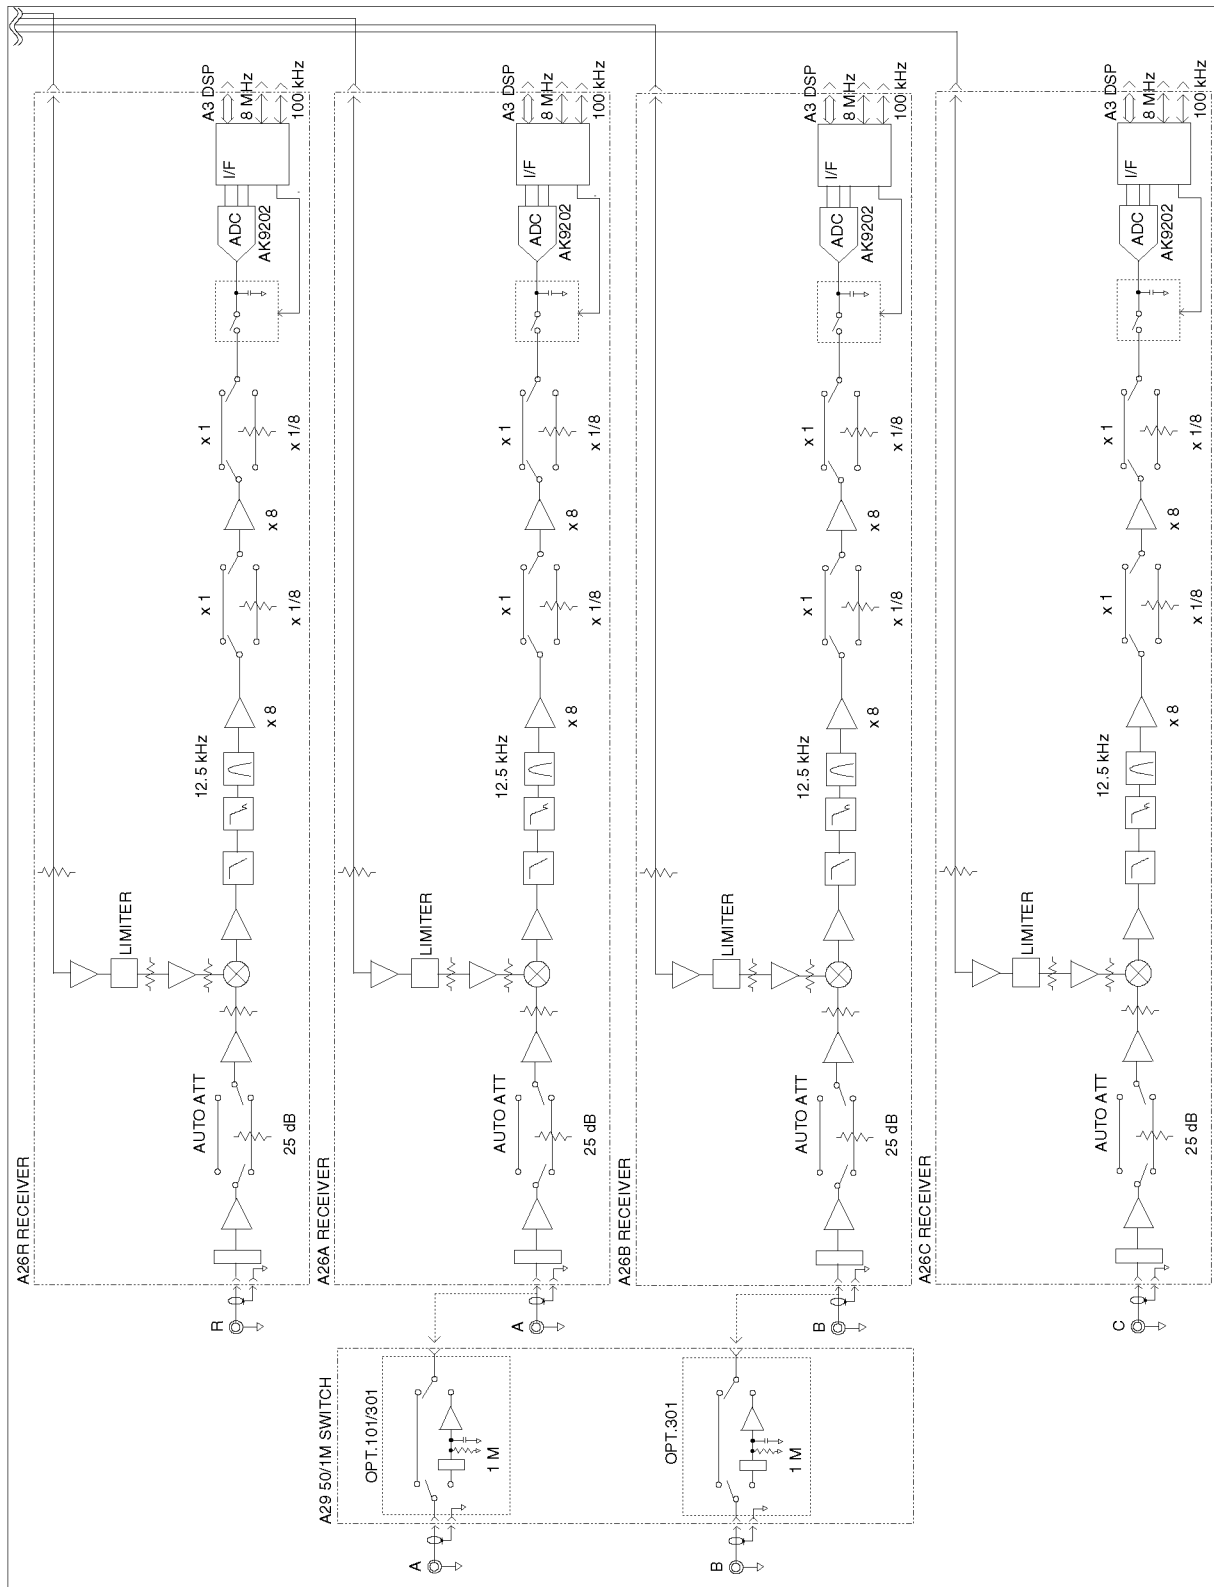 A26R RECEIVER
R
AUTO ATT
25 dB
LIMITER
12.5 kHz
x 8
x 1
x 1/8
x 8
x 1
x 1/8
ADC
AK9202
I/F
A3 DSP
8 MHz
100 kHz
A26A RECEIVER
A
AUTO ATT
25 dB
LIMITER
12.5 kHz
x 8
x 1
x 1/8
x 8
x 1
x 1/8
ADC
AK9202
I/F
A3 DSP
8 MHz
100 kHz
A26B RECEIVER
B
AUTO ATT
25 dB
LIMITER
12.5 kHz
x 8
x 1
x 1/8
x 8
x 1
x 1/8
ADC
AK9202
I/F
A3 DSP
8 MHz
100 kHz
A26C RECEIVER
C
AUTO ATT
25 dB
LIMITER
12.5 kHz
x 8
x 1
x 1/8
x 8
x 1
x 1/8
ADC
AK9202
I/F
A3 DSP
8 MHz
100 kHz
A29 50/1M SWITCH
OPT.101/301
1 M
A
OPT.301
1 M
B